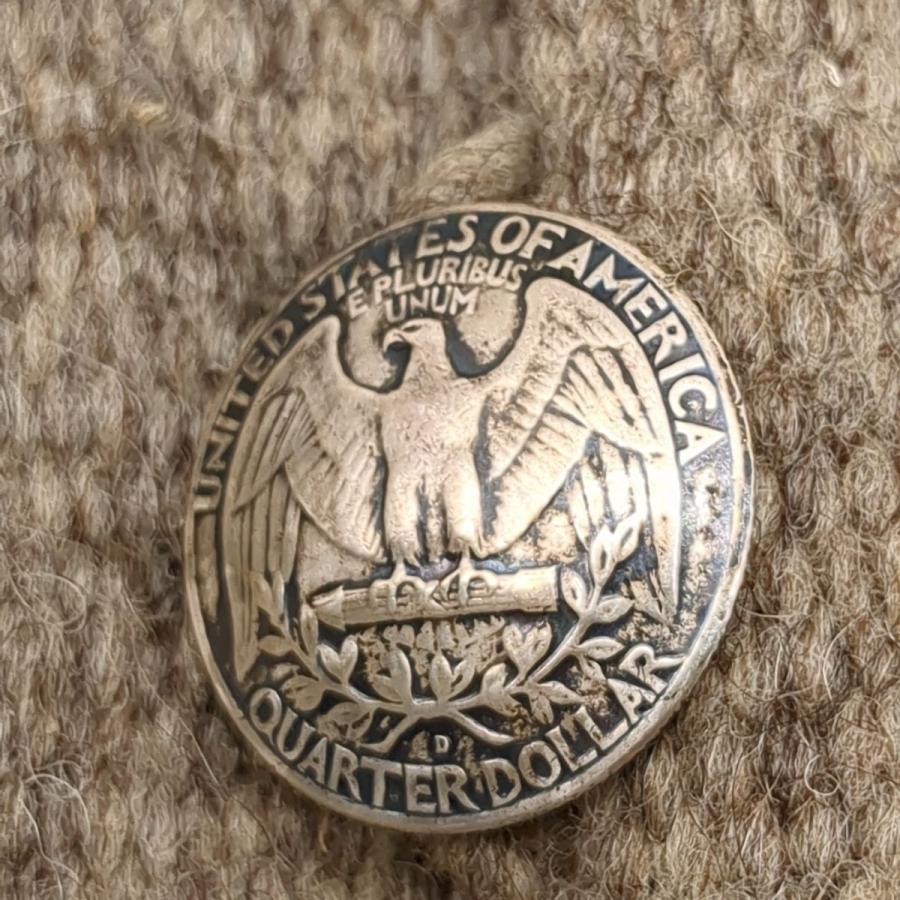 UNITED STATES OF AMERICA
E PLURIBUS
UNUM
D
QUARTER DOLLAR